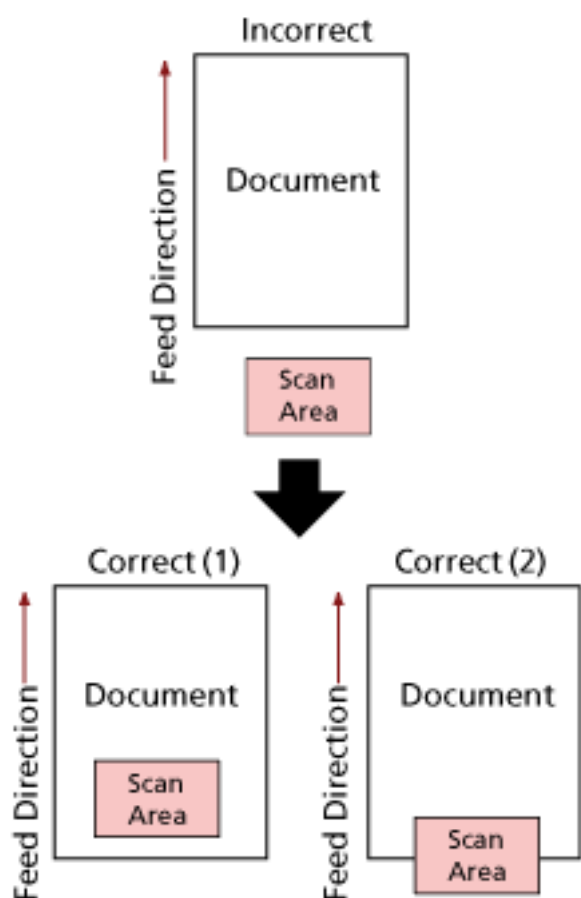 Incorrect
Feed Direction
Document
Scan
Area
Correct (1)
Feed Direction
Document
Scan
Area
Correct (2)
Feed Direction
Document
Scan
Area